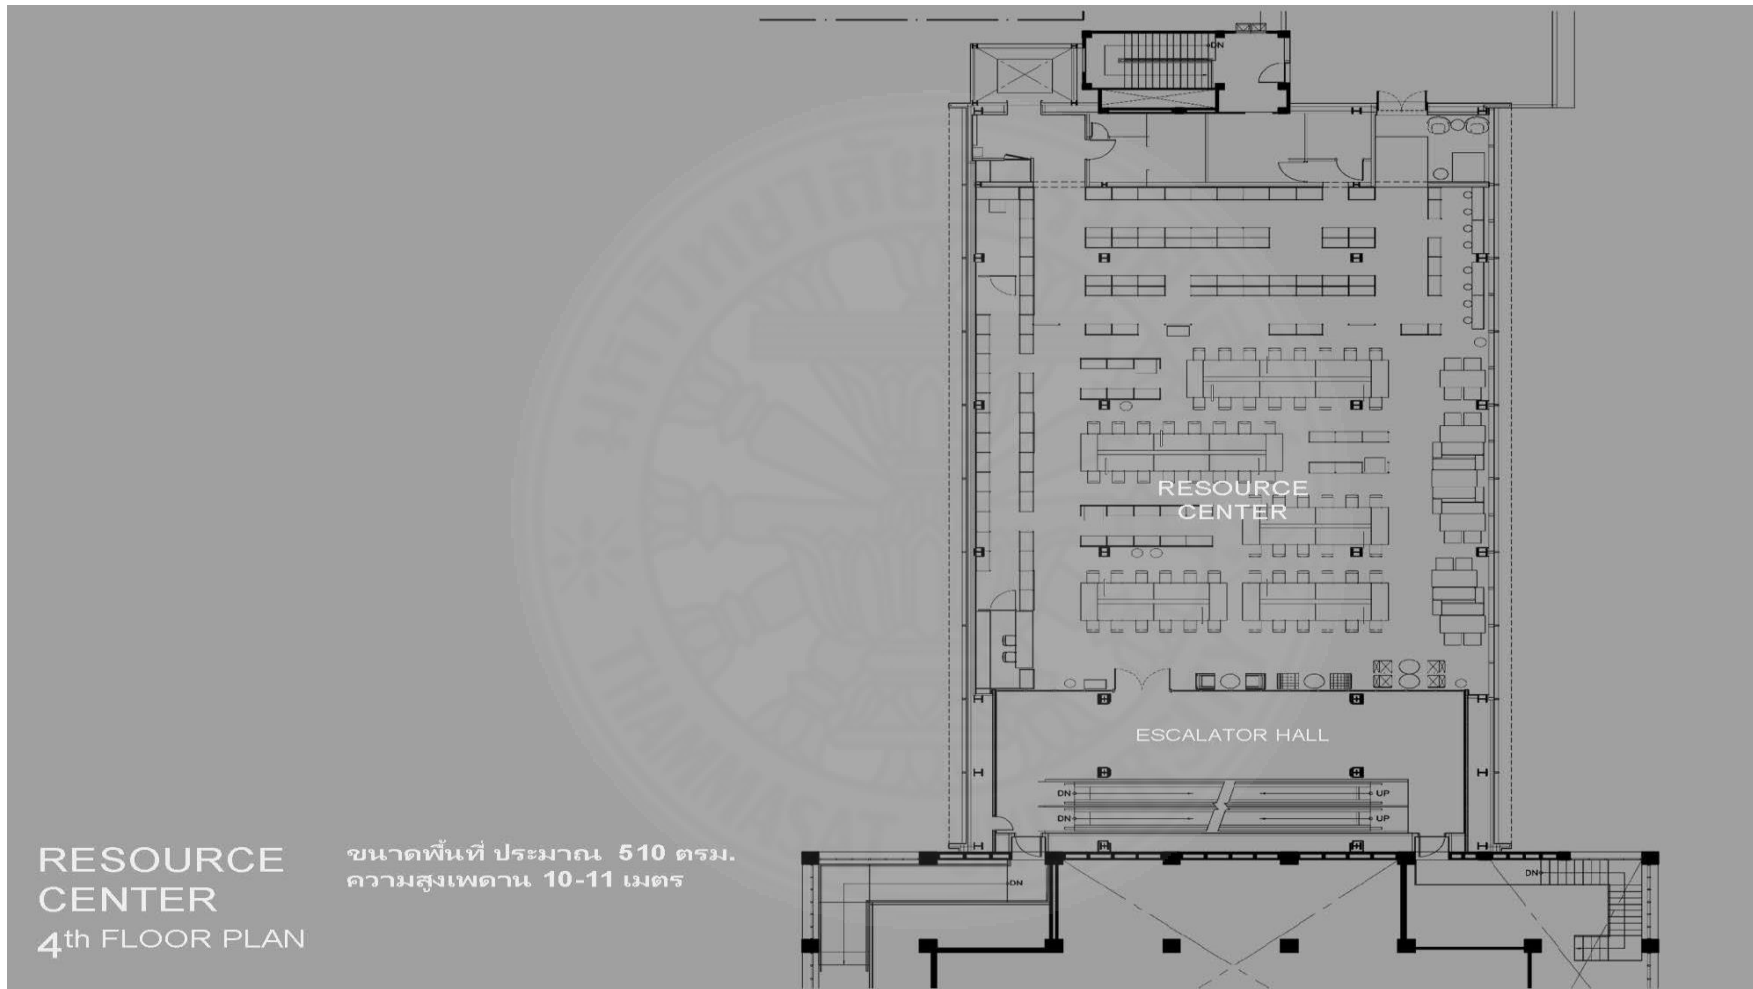 DN
RESOURCE
CENTER
ESCALATOR HALL
DN
UP
DN
UP
RESOURCE
CENTER
4th FLOOR PLAN
ขนาดพื้นที่ ประมาณ 510 ตรม.
ความสูงเพดาน 10-11 เมตร
DN
DN